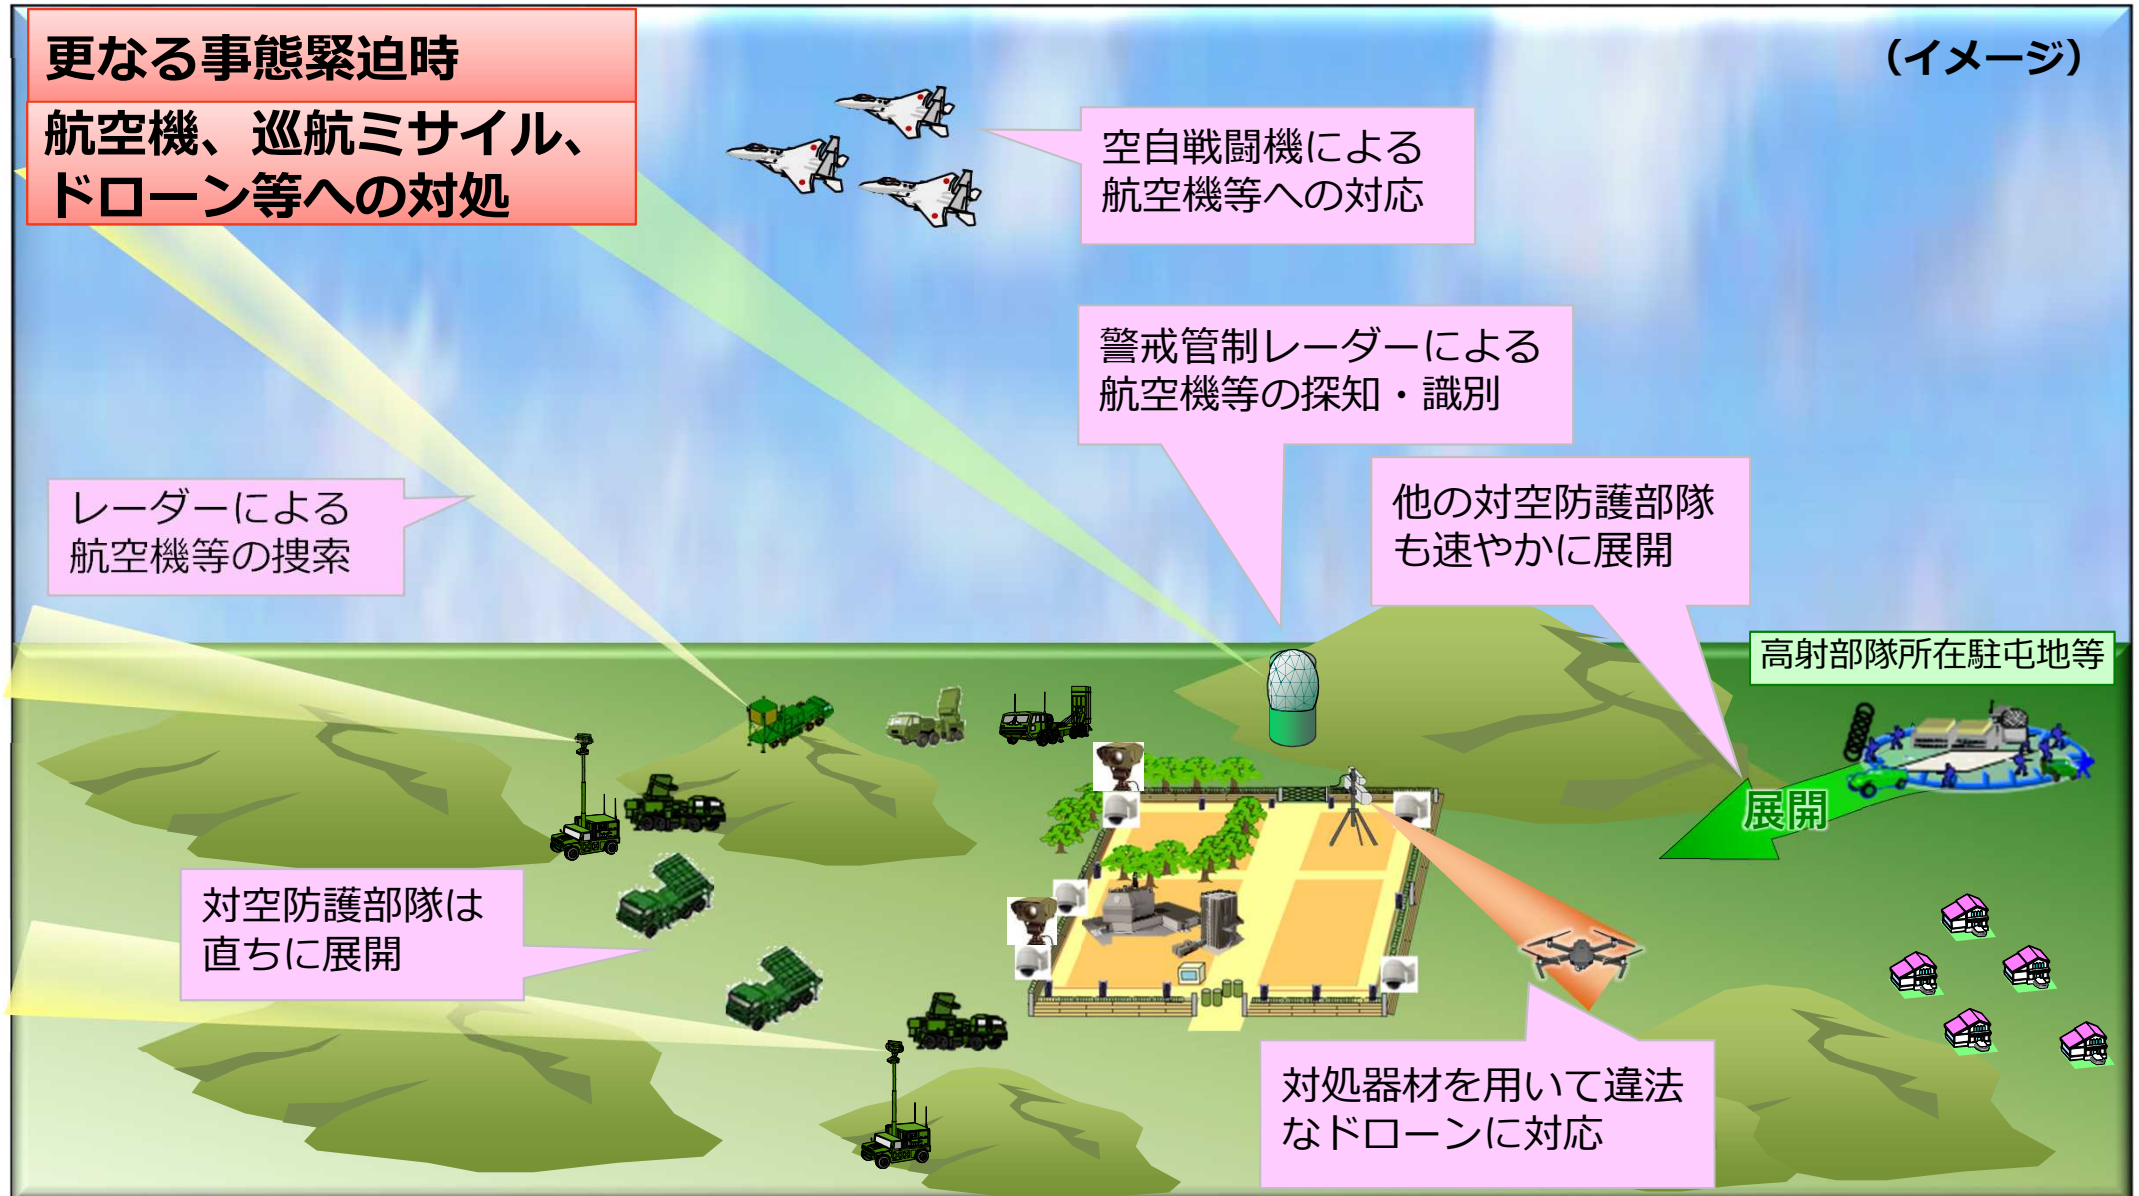 更なる事態緊迫時
航空機、巡航ミサイル、
ドローン等への対処
（イメージ）
空自戦闘機による
航空機等への対応
警戒管制レーダーによる
航空機等の探知・識別
レーダーによる
航空機等の捜索
他の対空防護部隊
も速やかに展開
高射部隊所在駐屯地等
展開
対空防護部隊は
直ちに展開
対処器材を用いて違法
なドローンに対応